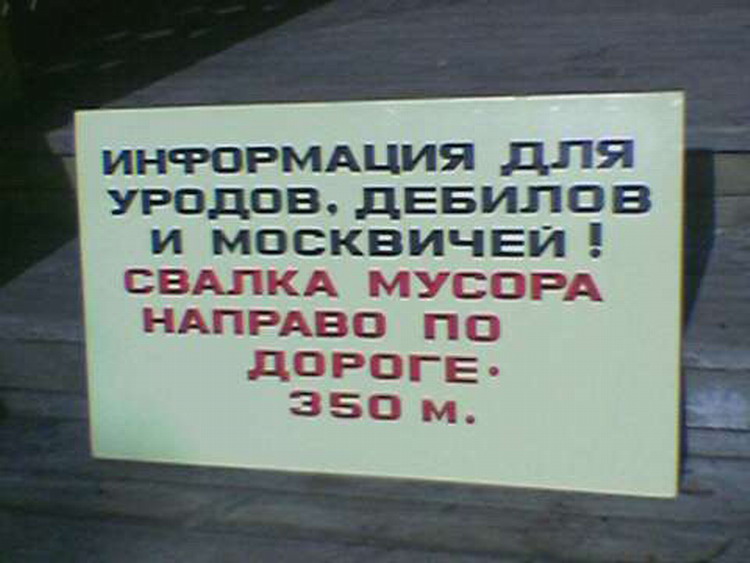 ИНФОРМАЦИЯ ДЛЯ
УРОДОВ, ДЕБИЛОВ
И МОСКВИЧЕЙ !
СВАЛКА МУСОРА
НАПРАВО ПО
ДОРОГЕ.
350 м.